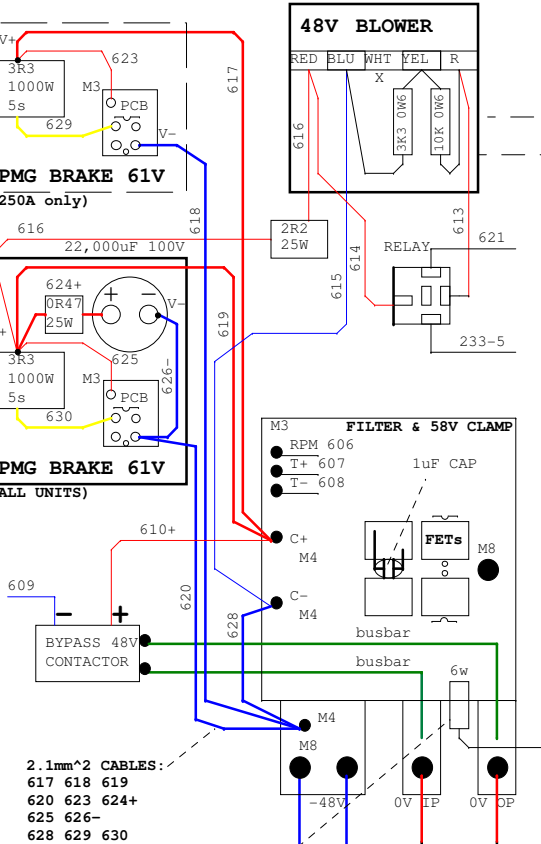 48V BLOWER
RED BLU WHT YEL R
X
3K3 0W6
10K 0W6
V+
3R3
1000W
5s
623
M3
PCB
629
V-
PMG BRAKE 61V
250A only)
617
616
618
616
22,000uF 100V
2R2
25W
614
615
RELAY
613
621
233-5
624+
0R47
25W
+ −
V-
+
3R3
1000W
5s
625
M3
PCB
626-
630
619
PMG BRAKE 61V
ALL UNITS)
M3
FILTER & 58V CLAMP
RPM 606
T+ 607
T- 608
1uF CAP
FETs
M8
C+
M4
C-
M4
610+
609
620
628
− +
BYPASS 48V
CONTACTOR
busbar
busbar
6W
M4
M8
-48V
0V IP
0V OP
2.1mm^2 CABLES:
617 618 619
620 623 624+
625 626-
628 629 630